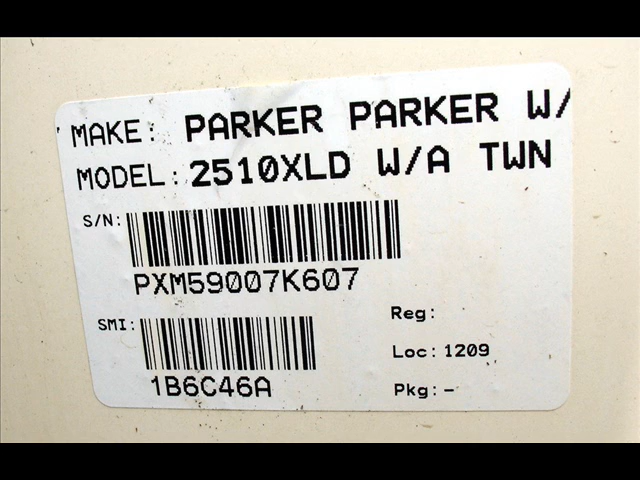 MAKE: PARKER PARKER W/
MODEL: 2510XLD W/A TWN
S/N:
PXM59007K607
SMI:
1B6C46A
Reg:
Loc: 1209
Pkg: -